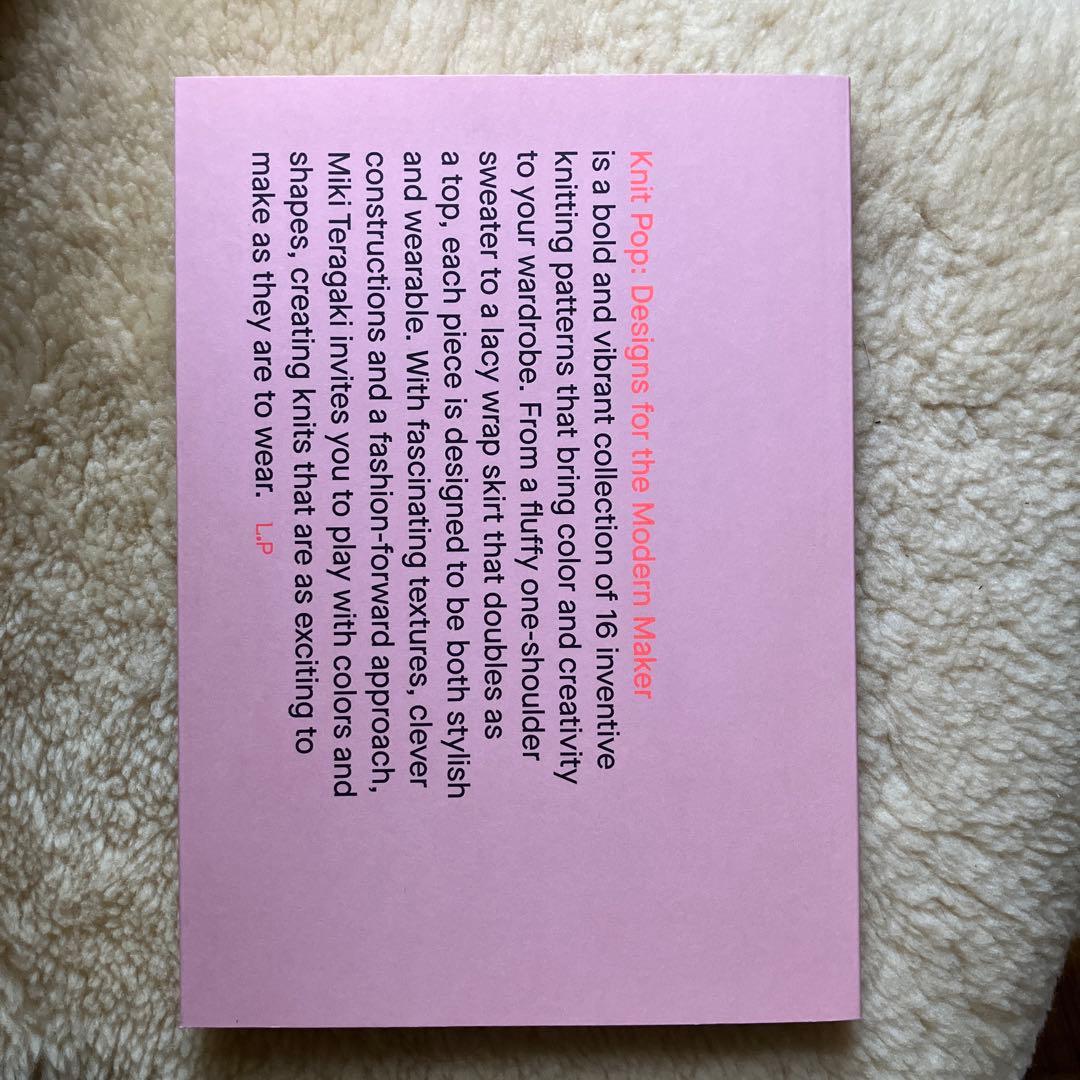 Knit Pop: Designs for the Modern Maker
is a bold and vibrant collection of 16 inventive
knitting patterns that bring color and creativity
to your wardrobe. From a fluffy one-shoulder
sweater to a lacy wrap skirt that doubles as
a top, each piece is designed to be both stylish
and wearable. With fascinating textures, clever
constructions and a fashion-forward approach,
Miki Teragaki invites you to play with colors and
shapes, creating knits that are as exciting to
make as they are to wear. L.P